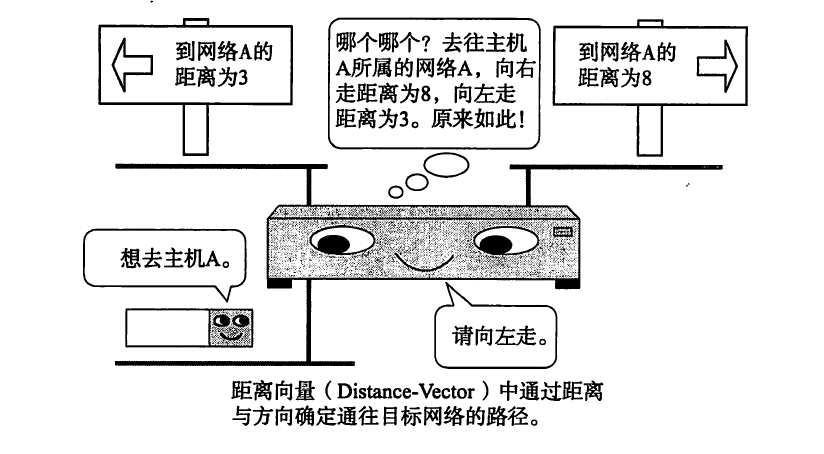 到网络A的
距离为3
哪个哪个？去往主机
A所属的网络A，向右
走距离为8，向左走
距离为3。原来如此！
到网络A的
距离为8
想去主机A。
请向左走。
距离向量（Distance-Vector）中通过距离
与方向确定通往目标网络的路径。